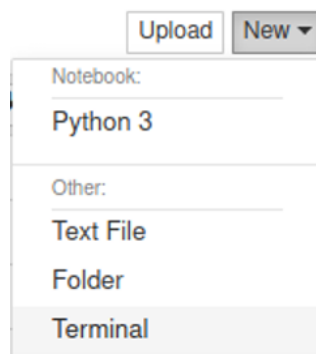 Upload New
Notebook:
Python 3
Other:
Text File
Folder
Terminal